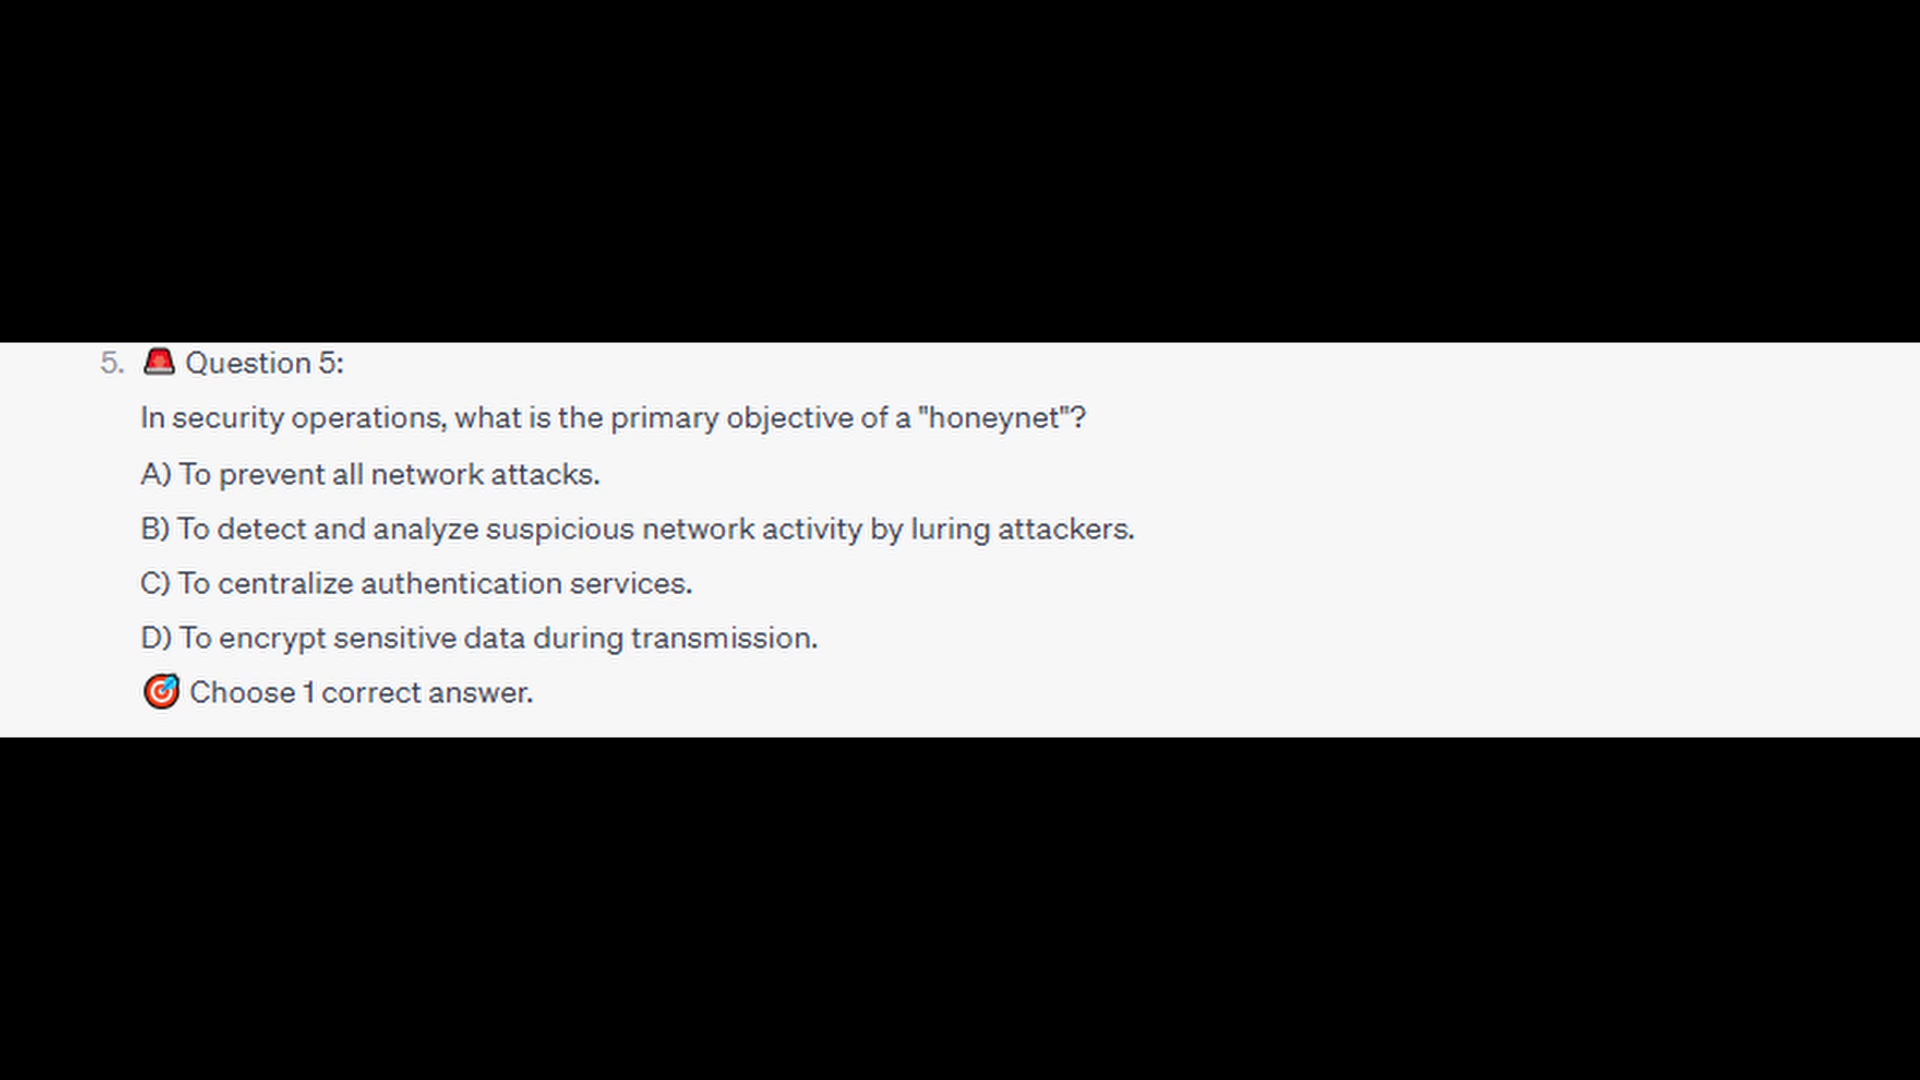 5. 🚨 Question 5:
In security operations, what is the primary objective of a "honeynet"?
A) To prevent all network attacks.
B) To detect and analyze suspicious network activity by luring attackers.
C) To centralize authentication services.
D) To encrypt sensitive data during transmission.
🎯 Choose 1 correct answer.